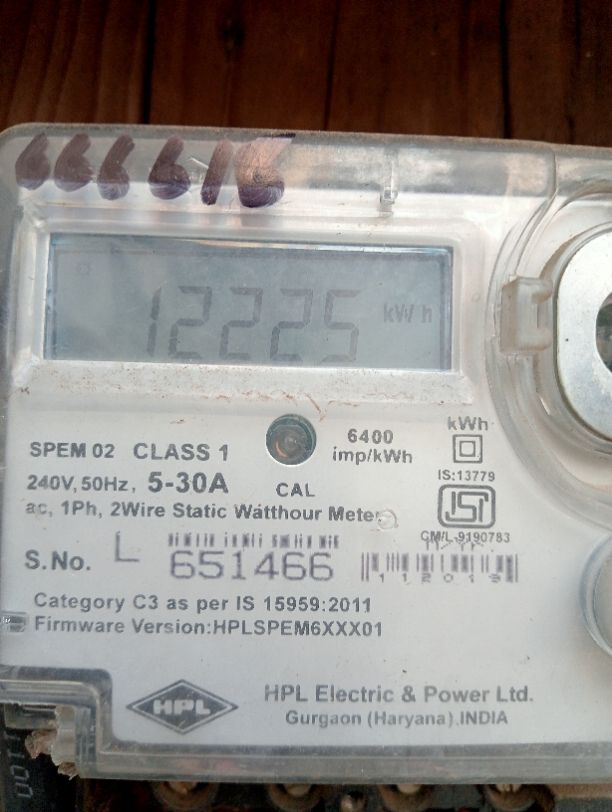 12225 kWh
SPEM 02 CLASS 1
6400
imp/kWh
kWh
240V, 50Hz, 5-30A
CAL
IS:13779
ac, 1Ph, 2Wire Static Watthour Meter
CM/L-9190783
S.No. L 651466
112019
Category C3 as per IS 15959:2011
Firmware Version:HPLSPEM6XXX01
HPL
HPL Electric & Power Ltd.
Gurgaon (Haryana).INDIA